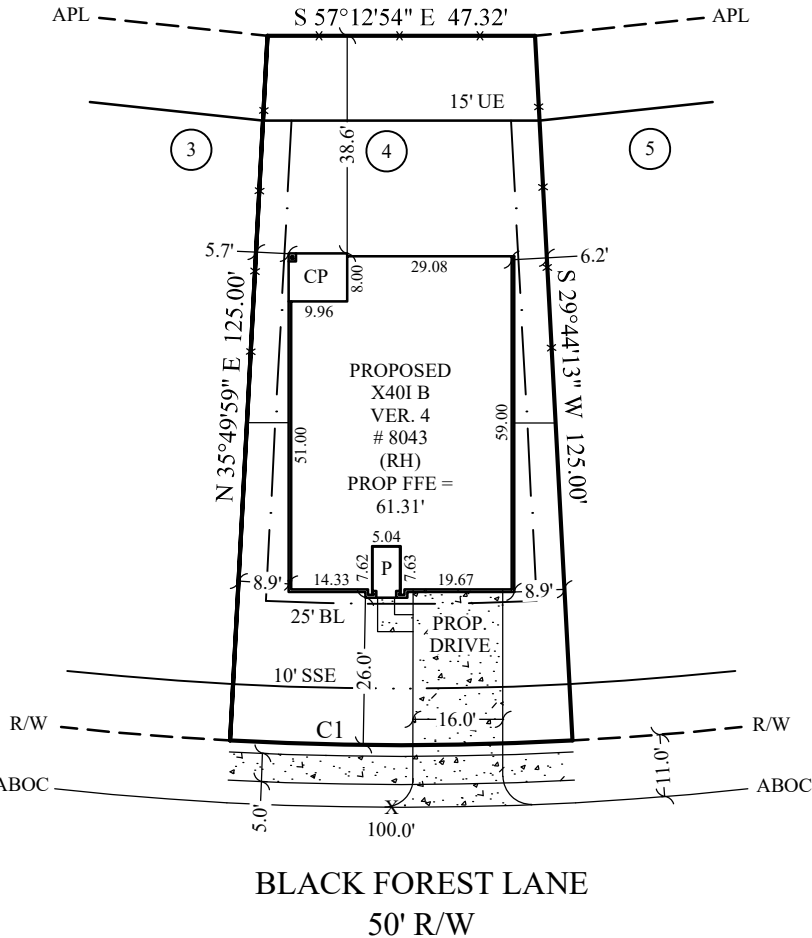 APL
S 57°12'54" E 47.32'
APL
15' UE
3
4
5
38.6'
5.7'
6.2'
CP
8.00
29.08
9.96
N 35°49'59" E 125.00'
S 29°44'13" W 125.00'
PROPOSED
X40I B
VER. 4
# 8043
(RH)
PROP FFE =
61.31'
51.00
59.00
5.04
7.62
P
7.63
8.9'
14.33
19.67
8.9'
25' BL
PROP.
DRIVE
26.0'
10' SSE
16.0'
R/W
C1
R/W
11.0'
ABOC
ABOC
5.0'
X
100.0'
BLACK FOREST LANE
50' R/W